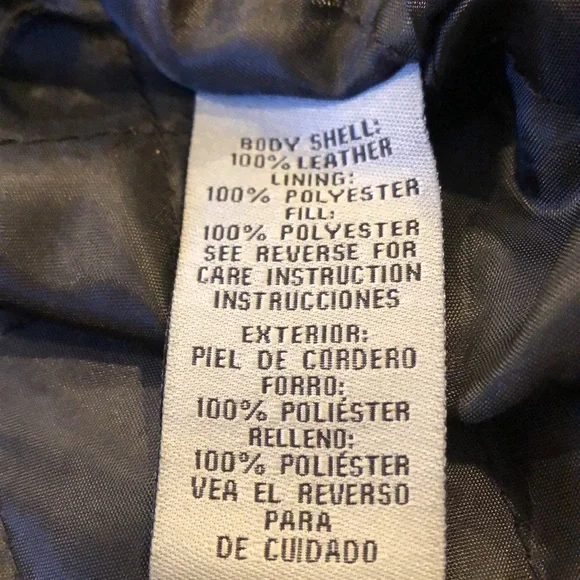 BODY SHELL:
100% LEATHER
LINING:
100% POLYESTER
FILL:
100% POLYESTER
SEE REVERSE FOR
CARE INSTRUCTION
INSTRUCCIONES
EXTERIOR:
PIEL DE CORDERO
FORRO:
100% POLIÉSTER
RELLENO:
100% POLIÉSTER
VEA EL REVERSO
PARA
DE CUIDADO